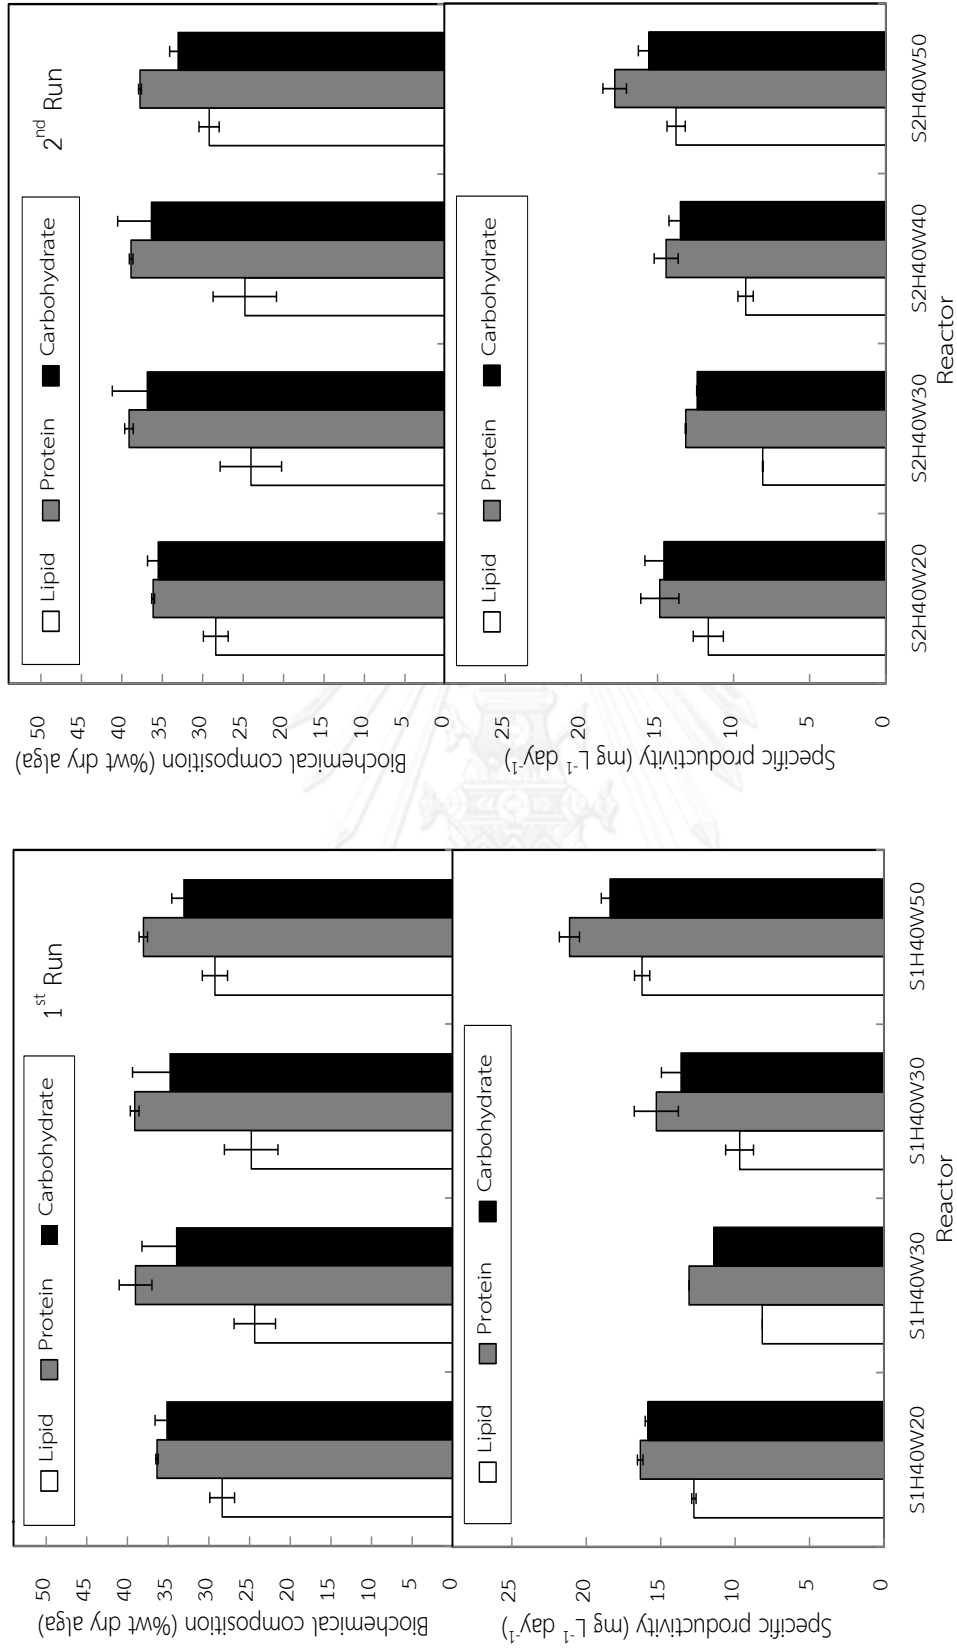 1st Run
Lipid Protein Carbohydrate
Biochemical composition (%wt dry alga)
50
45
40
35
30
25
20
15
10
5
0
Lipid Protein Carbohydrate
Specific productivity (mg L-1 day-1)
25
20
15
10
5
0
S1H40W20 S1H40W30 S1H40W30 S1H40W50
Reactor
2nd Run
Lipid Protein Carbohydrate
Biochemical composition (%wt dry alga)
50
45
40
35
30
25
20
15
10
5
0
Lipid Protein Carbohydrate
Specific productivity (mg L-1 day-1)
25
20
15
10
5
0
S2H40W20 S2H40W30 S2H40W40 S2H40W50
Reactor